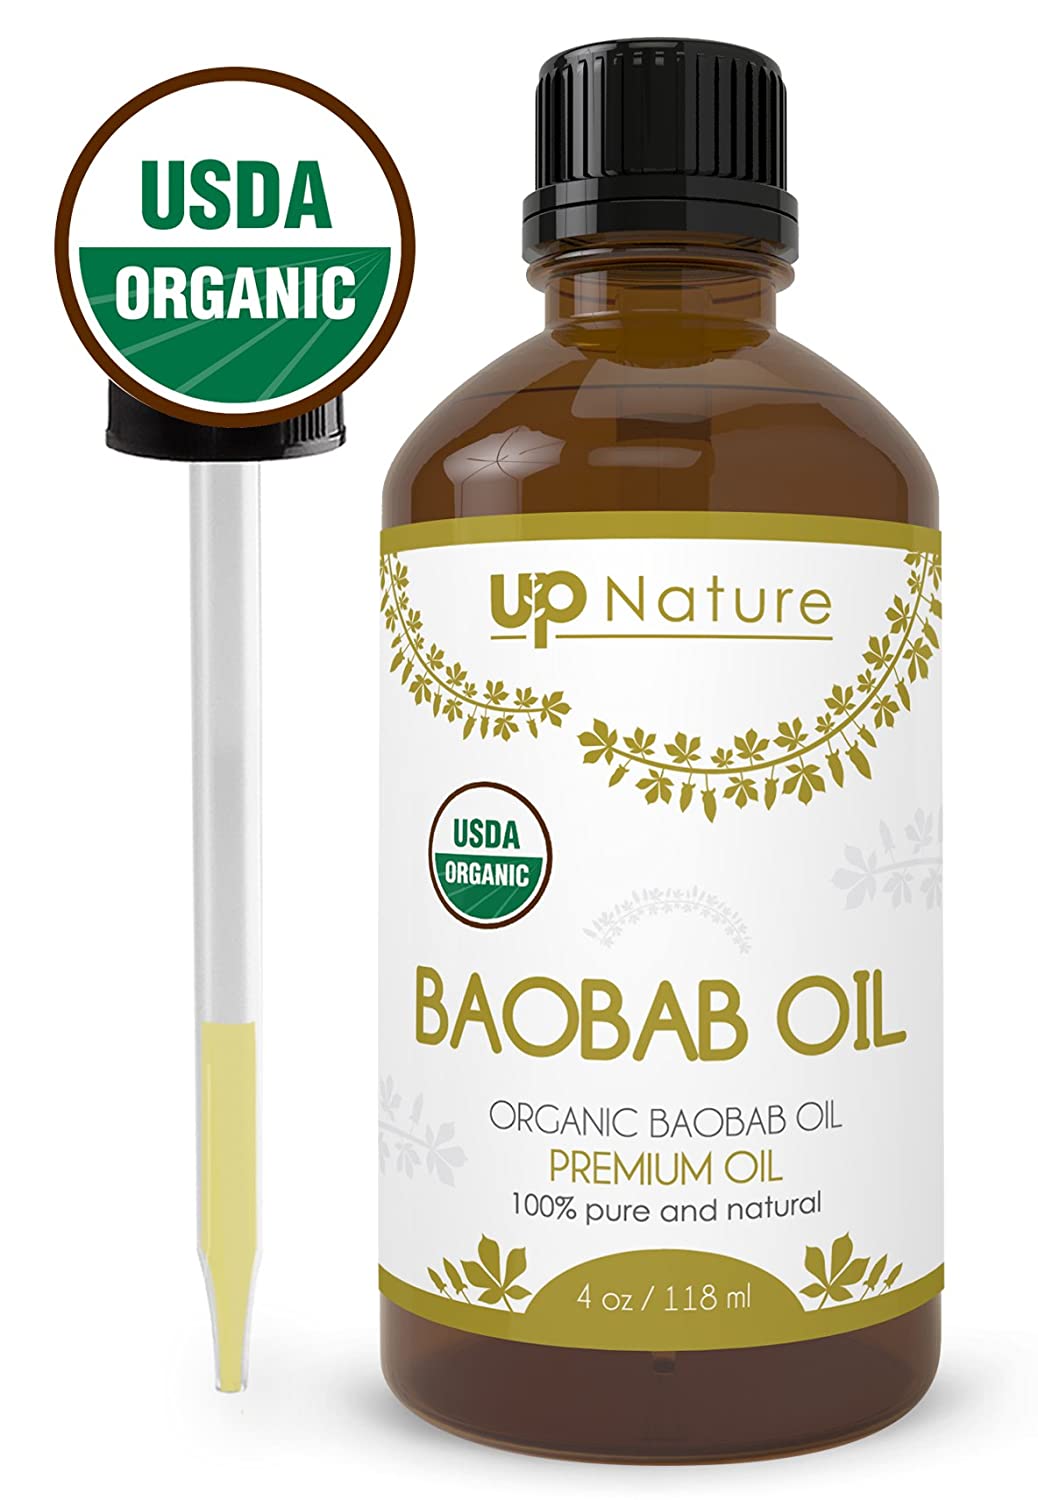 USDA
ORGANIC
up Nature
USDA
ORGANIC
BAOBAB OIL
ORGANIC BAOBAB OIL
PREMIUM OIL
100% pure and natural
4 oz / 118 ml